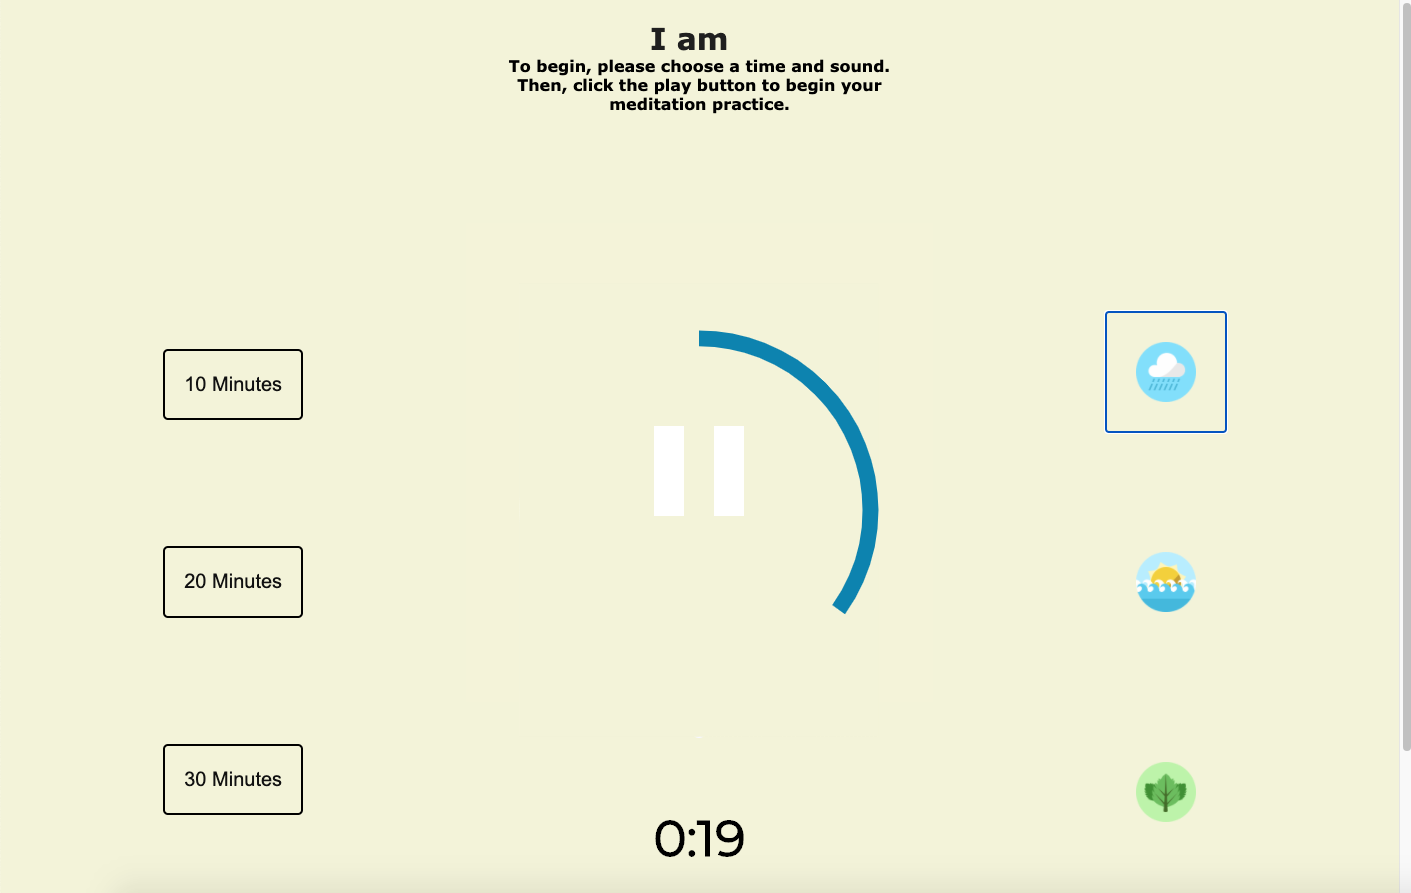 I am
To begin, please choose a time and sound.
Then, click the play button to begin your
meditation practice.
10 Minutes
20 Minutes
30 Minutes
0:19